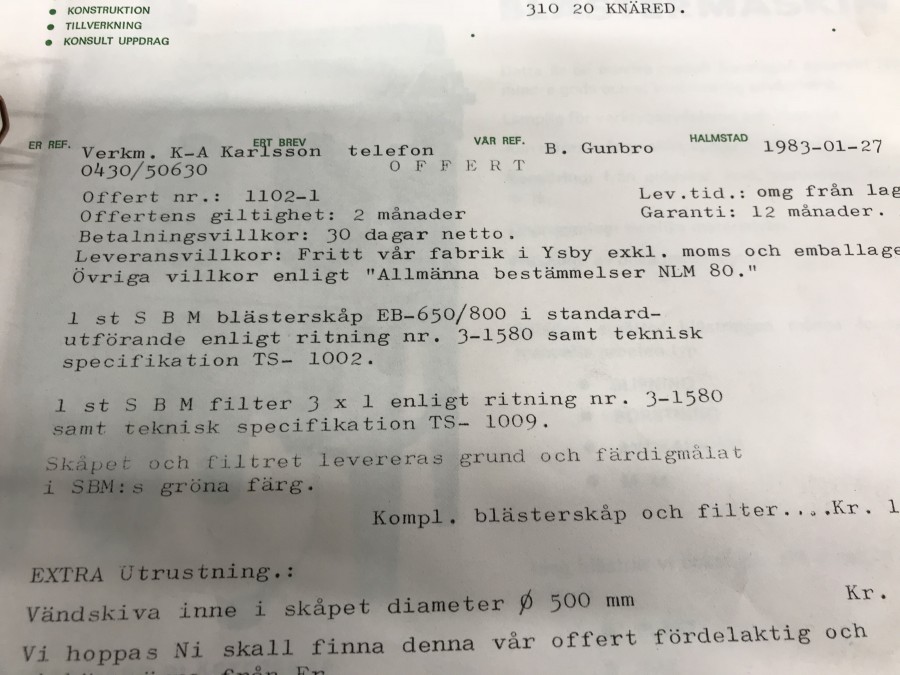 • KONSTRUKTION
• TILLVERKNING
• KONSULT UPPDRAG
310 20 KNÄRED.
ER REF. Verkm. K-A Karlsson ERT BREV telefon VÅR REF. B. Gunbro HALMSTAD 1983-01-27
0430/50630 O F F E R T
Offert nr.: 1102-1 Lev.tid.: omg från lag
Offertens giltighet: 2 månader Garanti: 12 månader.
Betalningsvillkor: 30 dagar netto.
Leveransvillkor: Fritt vår fabrik i Ysby exkl. moms och emballage
Övriga villkor enligt "Allmänna bestämmelser NLM 80."
1 st S B M blästerskåp EB-650/800 i standard-
utförande enligt ritning nr. 3-1580 samt teknisk
specifikation TS- 1002.
1 st S B M filter 3 x 1 enligt ritning nr. 3-1580
samt teknisk specifikation TS- 1009.
Skåpet och filtret levereras grund och färdigmålat
i SBM:s gröna färg.
Kompl. blästerskåp och filter....Kr. 1
EXTRA Utrustning.:
Vändskiva inne i skåpet diameter Ø 500 mm Kr.
Vi hoppas Ni skall finna denna vår offert fördelaktig och
från Er